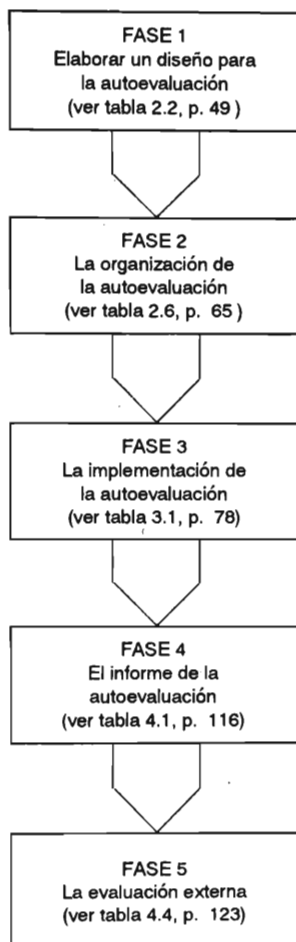 FASE 1
Elaborar un diseño para
la autoevaluación
(ver tabla 2.2, p. 49 )
FASE 2
La organización de
la autoevaluación
(ver tabla 2.6, p. 65 )
FASE 3
La implementación de
la autoevaluación
(ver tabla 3.1, p. 78)
FASE 4
El informe de la
autoevaluación
(ver tabla 4.1, p. 116)
FASE 5
La evaluación externa
(ver tabla 4.4, p. 123)